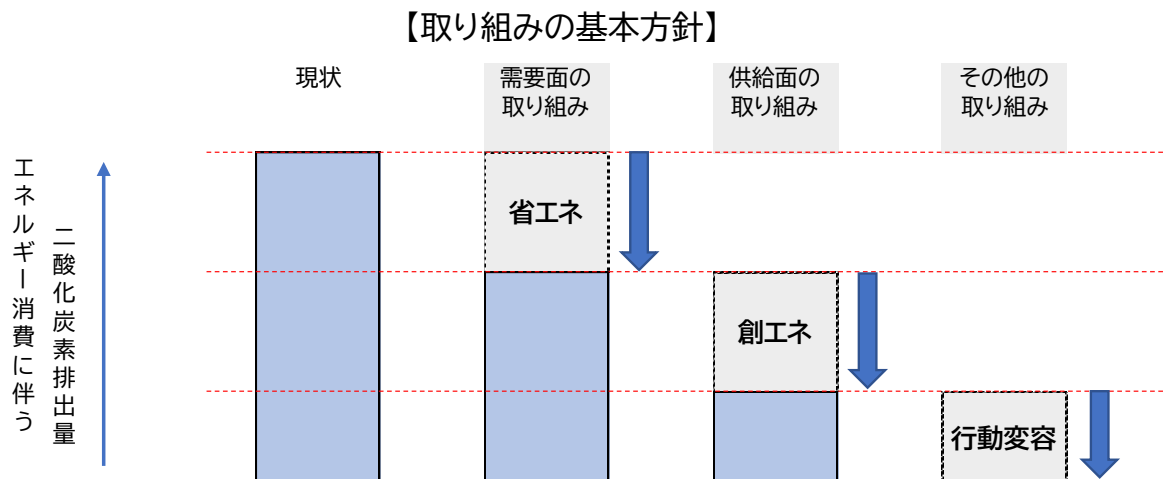 【取り組みの基本方針】
現状
需要面の
取り組み
供給面の
取り組み
その他の
取り組み
エネルギー消費に伴う
二酸化炭素排出量
省エネ
創エネ
行動変容